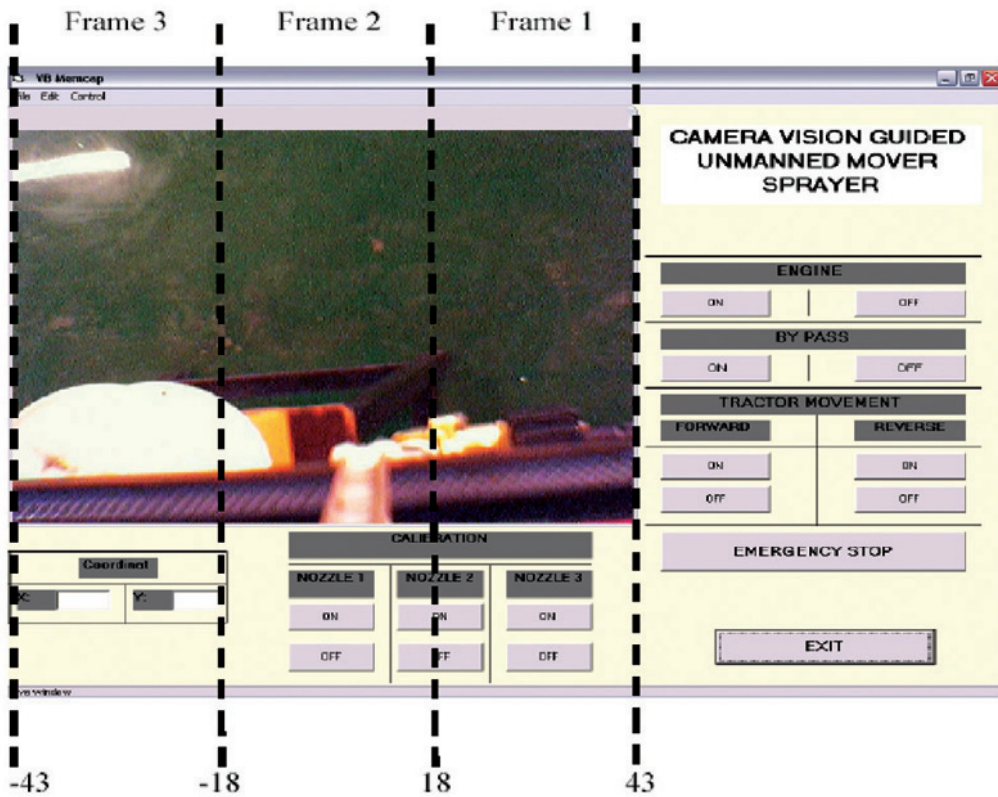 Frame 3 Frame 2 Frame 1
VB Memcap
File Edit Control
CAMERA VISION GUIDED
UNMANNED MOVER
SPRAYER
ENGINE
ON OFF
BY PASS
ON OFF
TRACTOR MOVEMENT
FORWARD REVERSE
ON ON
OFF OFF
EMERGENCY STOP
EXIT
CALIBRATION
NOZZLE 1 NOZZLE 2 NOZZLE 3
ON ON ON
OFF OFF OFF
Coordinat
X: Y:
window
-43 -18 18 43